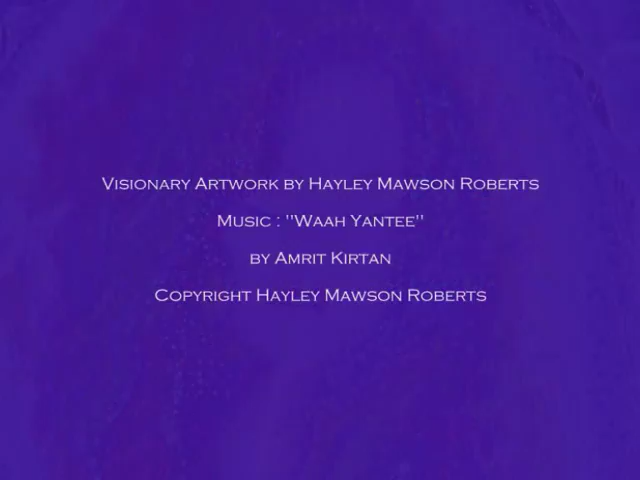 Visionary Artwork by Hayley Mawson Roberts
Music : "Waah Yantee"
by Amrit Kirtan
Copyright Hayley Mawson Roberts